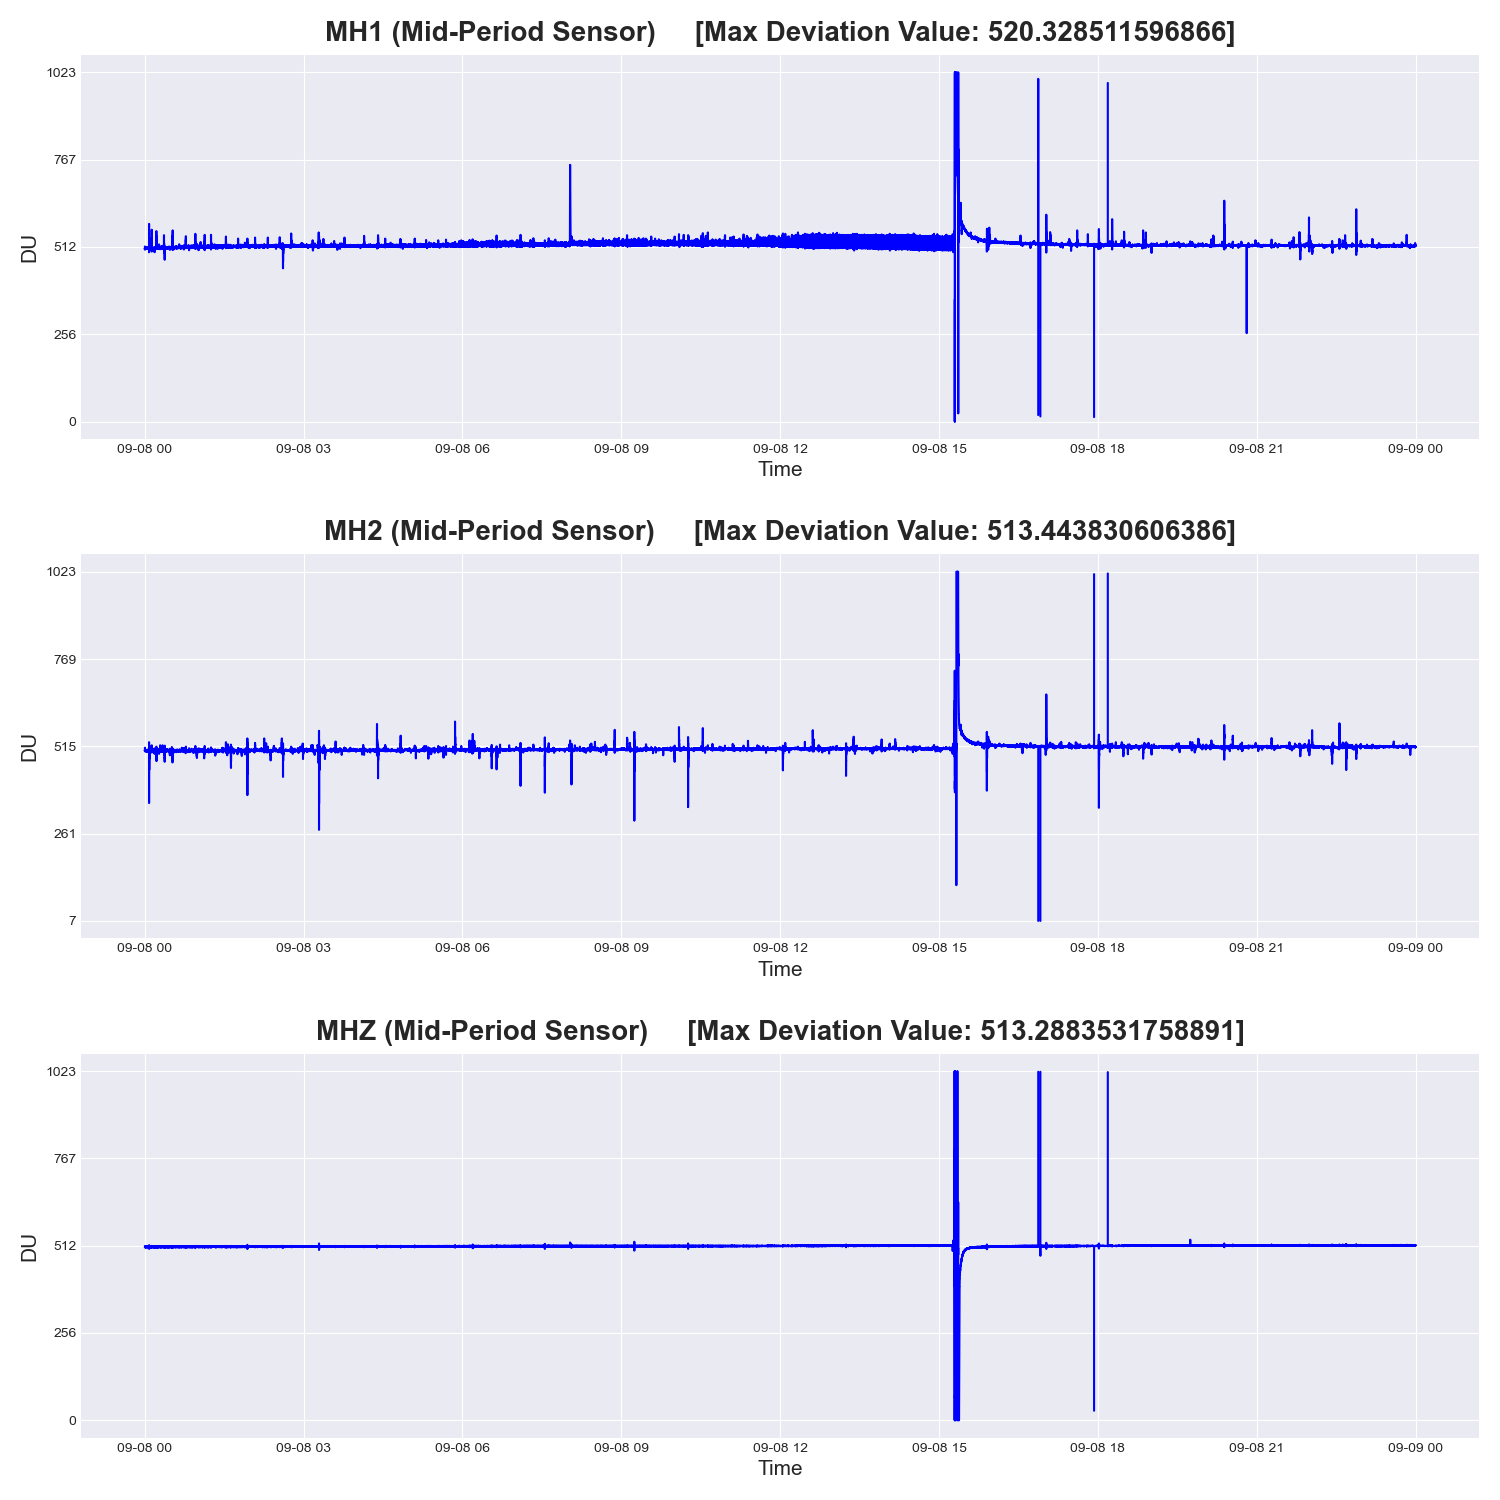 MH1 (Mid-Period Sensor) [Max Deviation Value: 520.328511596866]
1023
767
512
256
0
DU
09-08 00 09-08 03 09-08 06 09-08 09 09-08 12 09-08 15 09-08 18 09-08 21 09-09 00
Time
MH2 (Mid-Period Sensor) [Max Deviation Value: 513.443830606386]
1023
769
515
261
7
DU
09-08 00 09-08 03 09-08 06 09-08 09 09-08 12 09-08 15 09-08 18 09-08 21 09-09 00
Time
MHZ (Mid-Period Sensor) [Max Deviation Value: 513.2883531758891]
1023
767
512
256
0
DU
09-08 00 09-08 03 09-08 06 09-08 09 09-08 12 09-08 15 09-08 18 09-08 21 09-09 00
Time